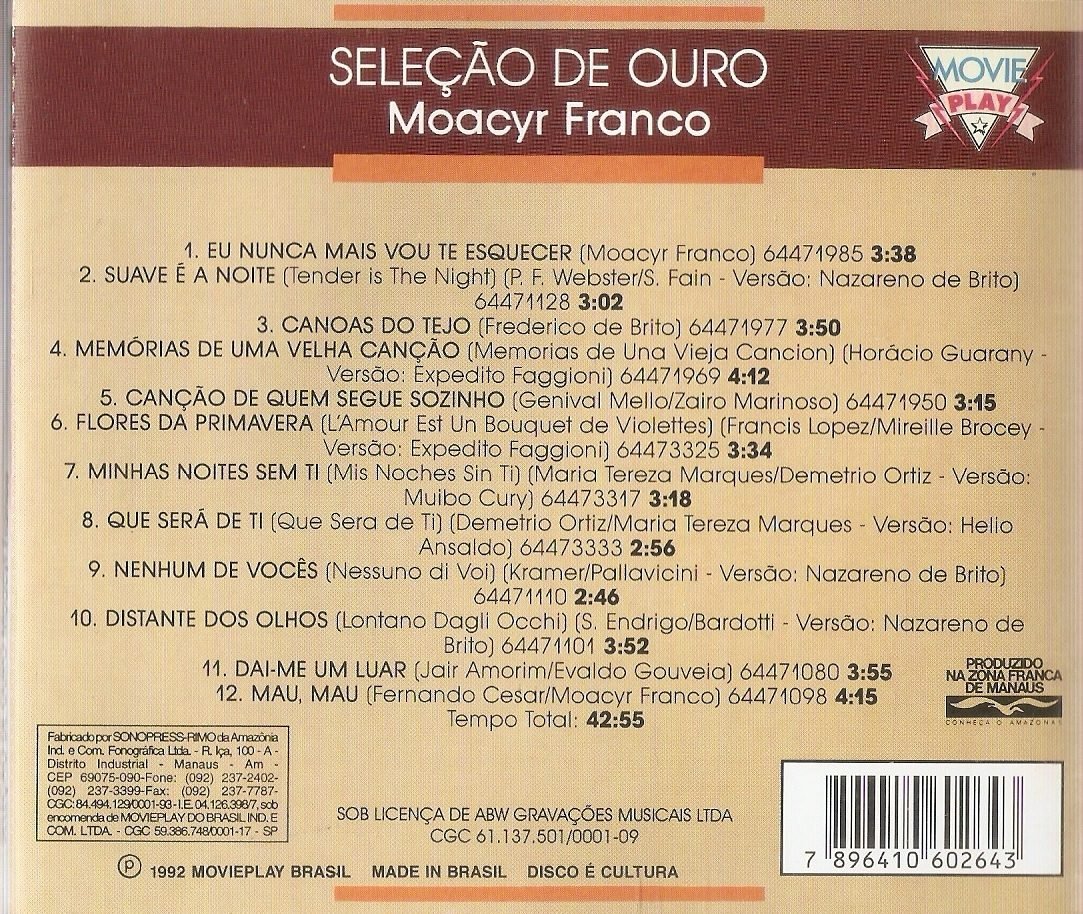 SELEÇÃO DE OURO
Moacyr Franco
MOVIE
PLAY
1. EU NUNCA MAIS VOU TE ESQUECER (Moacyr Franco) 64471985 3:38
2. SUAVE É A NOITE (Tender is The Night) (P. F. Webster/S. Fain - Versão: Nazareno de Brito)
64471128 3:02
3. CANOAS DO TEJO (Frederico de Brito) 64471977 3:50
4. MEMÓRIAS DE UMA VELHA CANÇÃO (Memorias de Una Vieja Cancion) (Horácio Guarany -
Versão: Expedito Faggioni) 64471969 4:12
5. CANÇÃO DE QUEM SEGUE SOZINHO (Genival Mello/Zairo Marinoso) 64471950 3:15
6. FLORES DA PRIMAVERA (L'Amour Est Un Bouquet de Violettes) (Francis Lopez/Mireille Brocey -
Versão: Expedito Faggioni) 64473325 3:34
7. MINHAS NOITES SEM TI (Mis Noches Sin Ti) (Maria Tereza Marques/Demetrio Ortiz - Versão:
Muibo Cury) 64473317 3:18
8. QUE SERÁ DE TI (Que Sera de Ti) (Demetrio Ortiz/Maria Tereza Marques - Versão: Helio
Ansaldo) 64473333 2:56
9. NENHUM DE VOCÊS (Nessuno di Voi) (Kramer/Pallavicini - Versão: Nazareno de Brito)
64471110 2:46
10. DISTANTE DOS OLHOS (Lontano Dagli Occhi) (S. Endrigo/Bardotti - Versão: Nazareno de
Brito) 64471101 3:52
11. DAI-ME UM LUAR (Jair Amorim/Evaldo Gouveia) 64471080 3:55
12. MAU, MAU (Fernando Cesar/Moacyr Franco) 64471098 4:15
Tempo Total: 42:55
PRODUZIDO
NA ZONA FRANCA
DE MANAUS
CONHEÇA O AMAZONAS
Fabricado por SONOPRESS-RIMO da Amazônia
Ind. e Com. Fonográfica Ltda. - R. Iça, 100 - A -
Distrito Industrial - Manaus - Am -
CEP 69075-090-Fone: (092) 237-2402-
(092) 237-3399-Fax: (092) 237-7787-
CGC: 84.494.129/0001-93 - I.E. 04.126.398/7, sob
encomenda de MOVIEPLAY DO BRASIL IND. E
COM. LTDA. - CGC 59.386.748/0001-17 - SP
SOB LICENÇA DE ABW GRAVAÇÕES MUSICAIS LTDA
CGC 61.137.501/0001-09
℗ 1992 MOVIEPLAY BRASIL MADE IN BRASIL DISCO É CULTURA
7 896410 602643